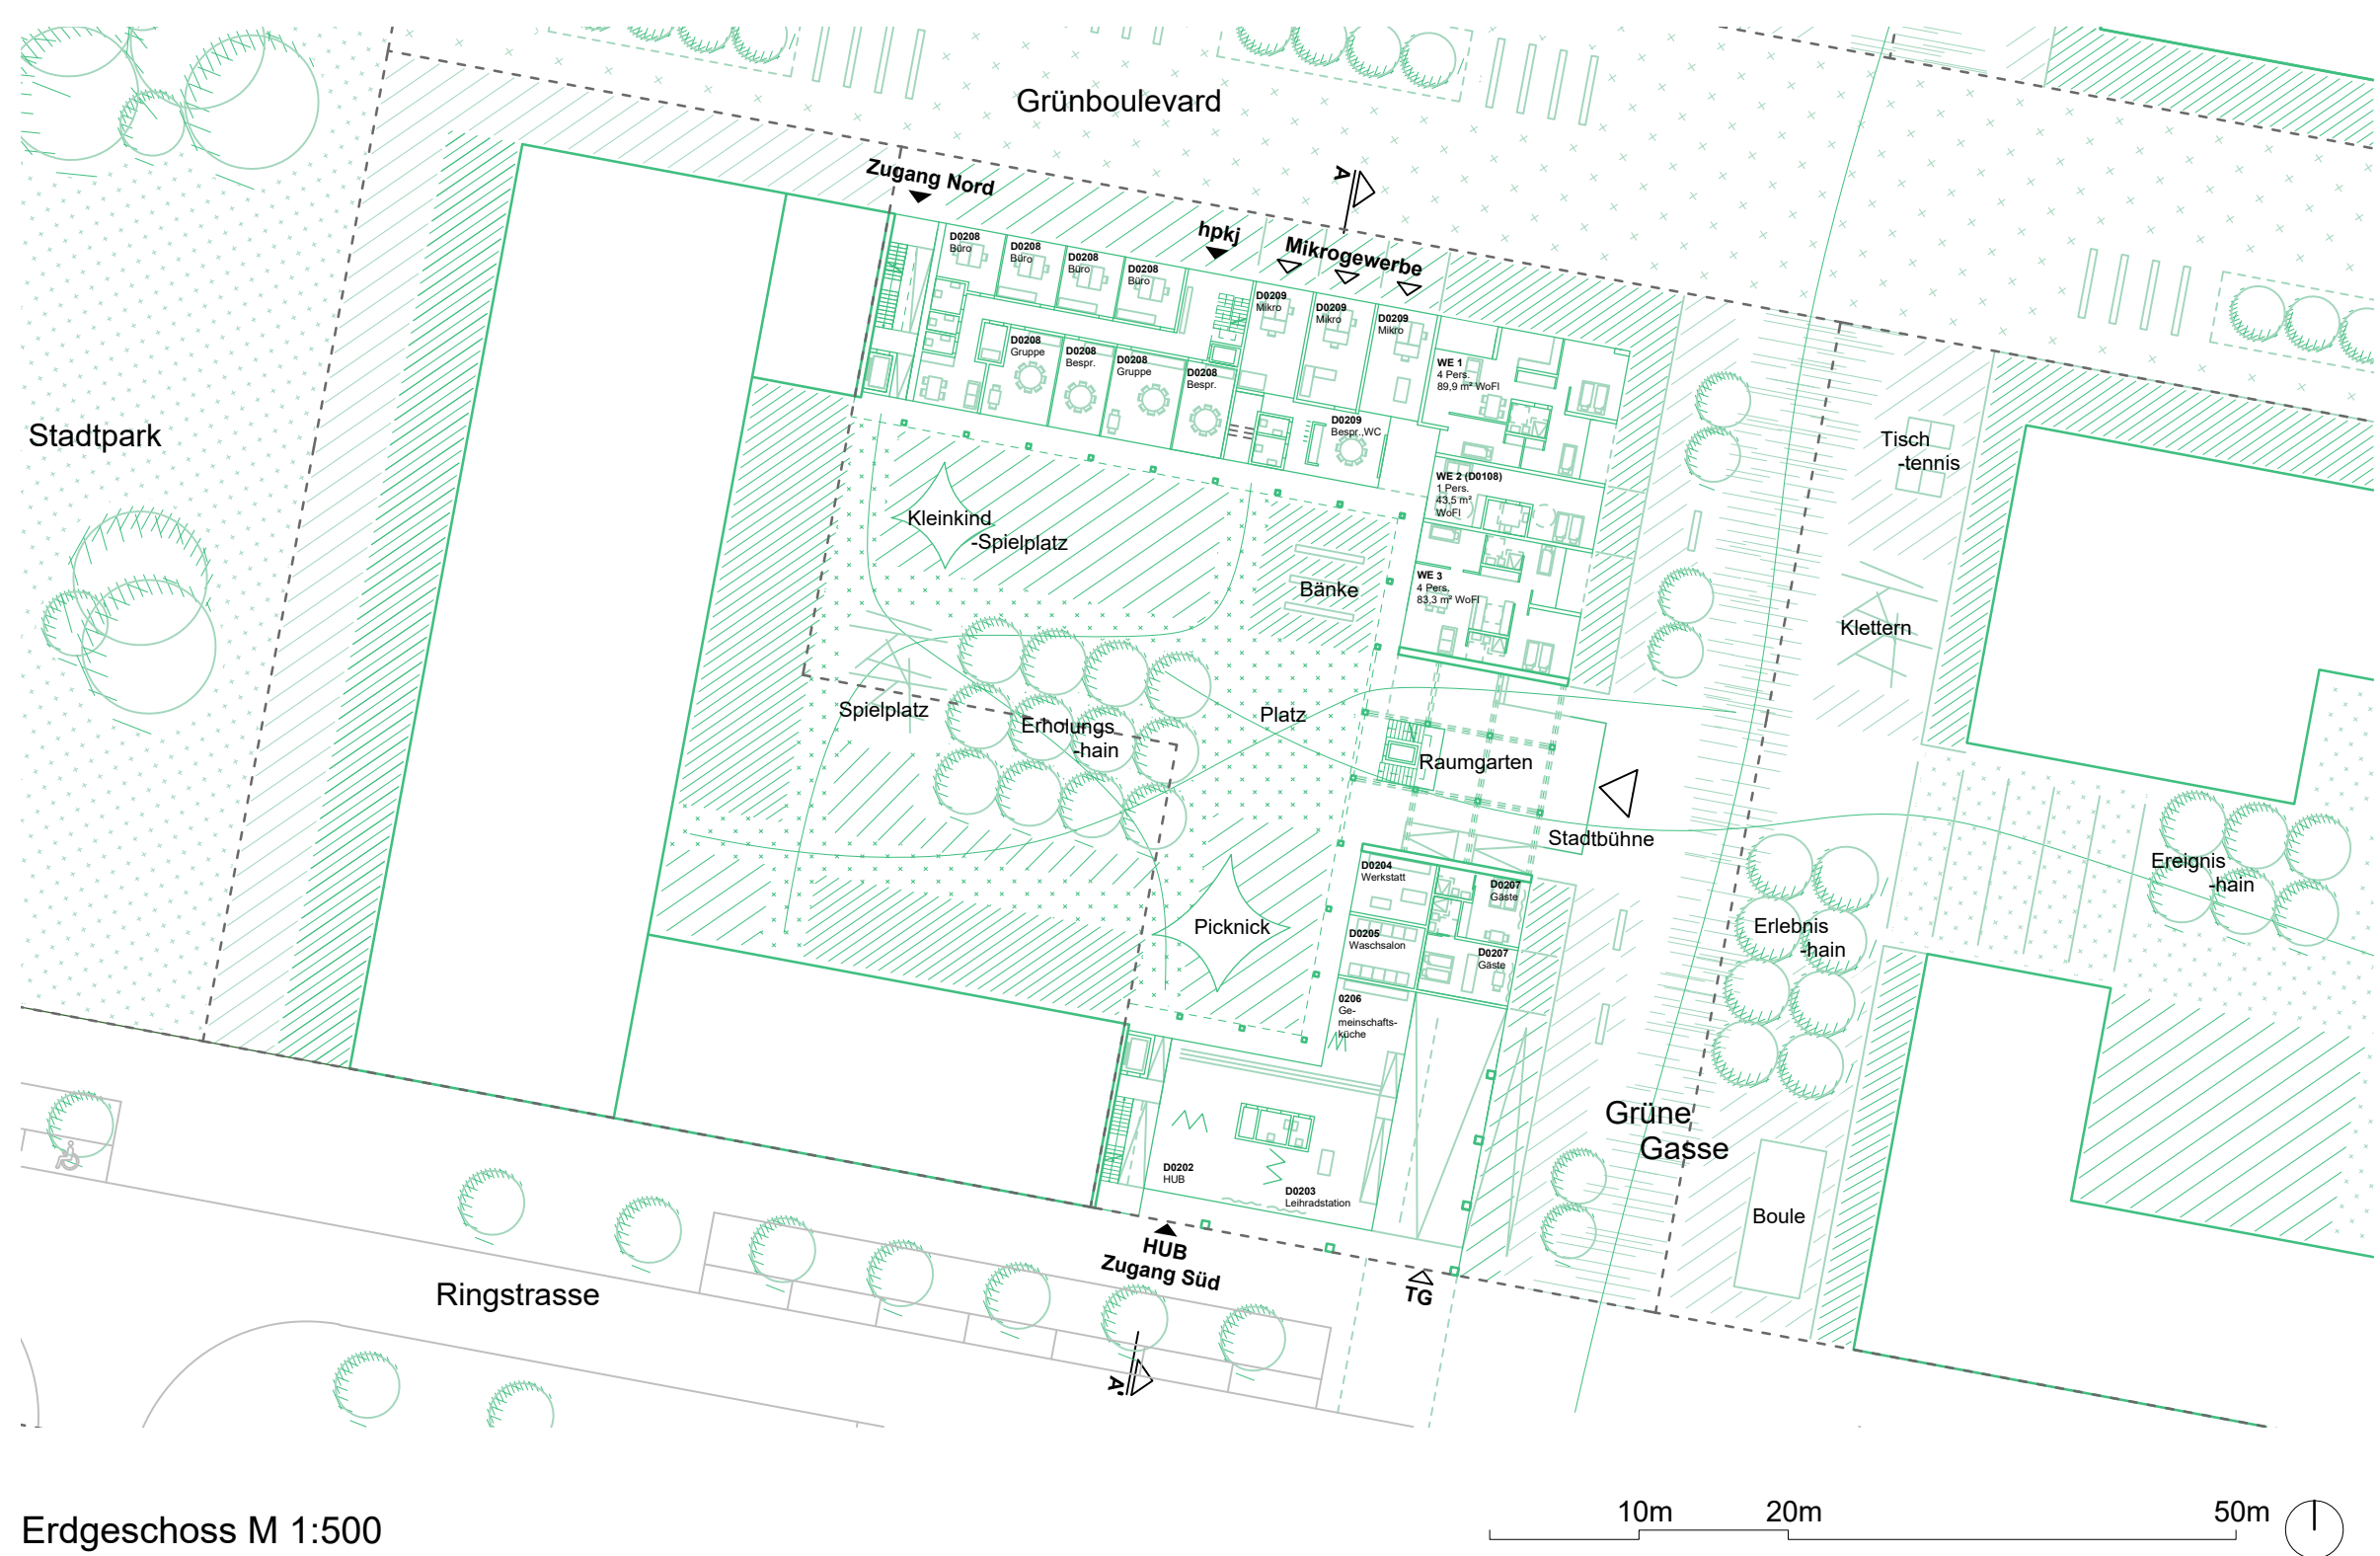 Grünboulevard
Zugang Nord
A
hpkj
Mikrogewerbe
D0208
Büro
D0208
Büro
D0208
Büro
D0208
Büro
D0209
Mikro
D0209
Mikro
D0209
Mikro
D0208
Gruppe
D0208
Bespr.
D0208
Gruppe
D0208
Bespr.
WE 1
4 Pers.
89,9 m² WoFl
D0209
Bespr.,WC
Stadtpark
Tisch
-tennis
WE 2 (D0108)
1 Pers.
43,5 m²
WoFl
Kleinkind
-Spielplatz
Bänke
WE 3
4 Pers.
83,3 m² WoFl
Klettern
Spielplatz
Erholungs
-hain
Platz
Raumgarten
Stadtbühne
Ereignis
-hain
D0204
Werkstatt
D0207
Gäste
Picknick
D0205
Waschsalon
D0207
Gäste
Erlebnis
-hain
0206
Ge-
meinschafts-
küche
Grüne
Gasse
D0202
HUB
D0203
Leihradstation
Boule
HUB
Zugang Süd
TG
Ringstrasse
A'
Erdgeschoss M 1:500
10m
20m
50m